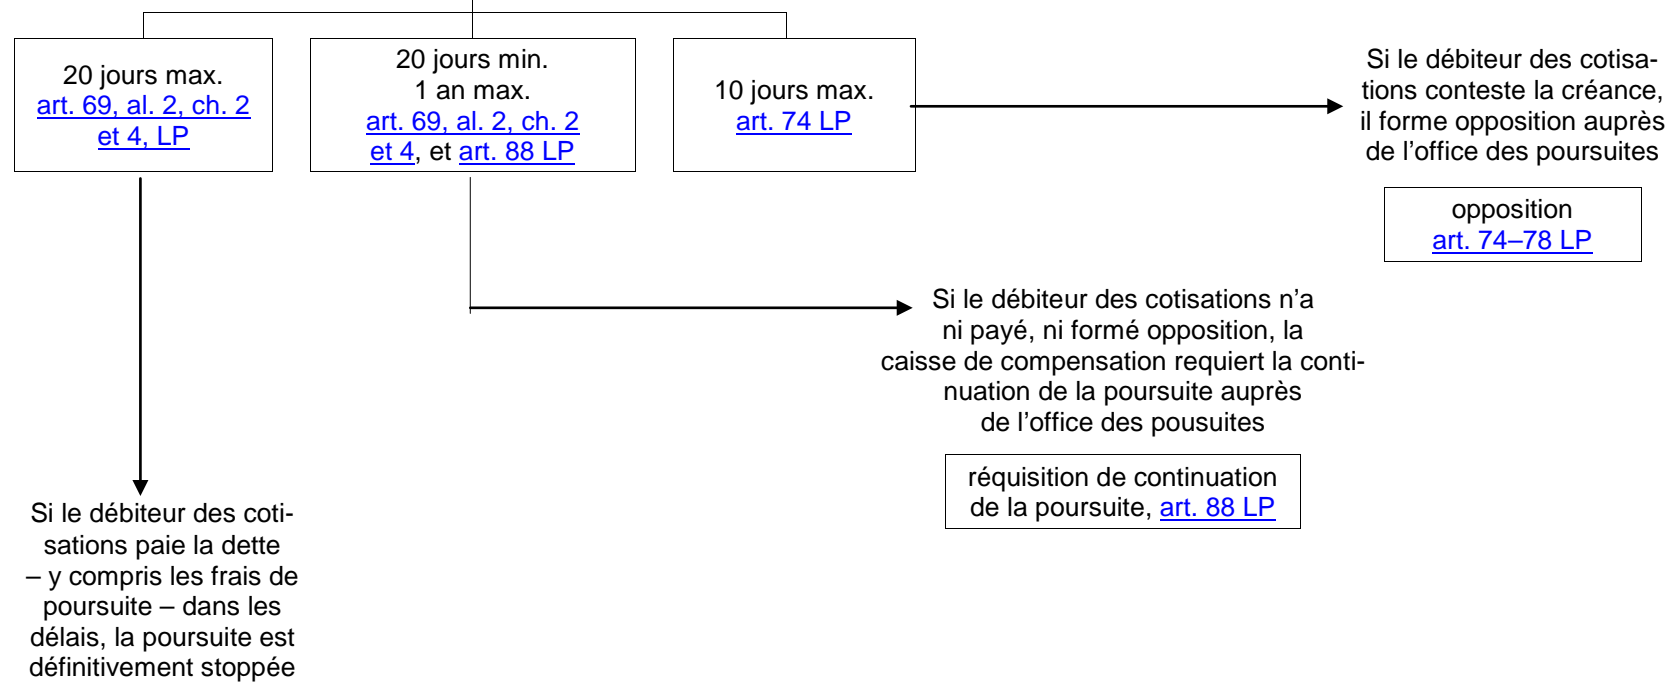 20 jours max.
art. 69, al. 2, ch. 2
et 4, LP
20 jours min.
1 an max.
art. 69, al. 2, ch. 2
et 4, et art. 88 LP
10 jours max.
art. 74 LP
Si le débiteur des cotisa-
tions conteste la créance,
il forme opposition auprès
de l’office des poursuites
opposition
art. 74–78 LP
Si le débiteur des cotisations n’a
ni payé, ni formé opposition, la
caisse de compensation requiert la conti-
nuation de la poursuite auprès
de l’office des pousuites
réquisition de continuation
de la poursuite, art. 88 LP
Si le débiteur des coti-
sations paie la dette
– y compris les frais de
poursuite – dans les
délais, la poursuite est
définitivement stoppée